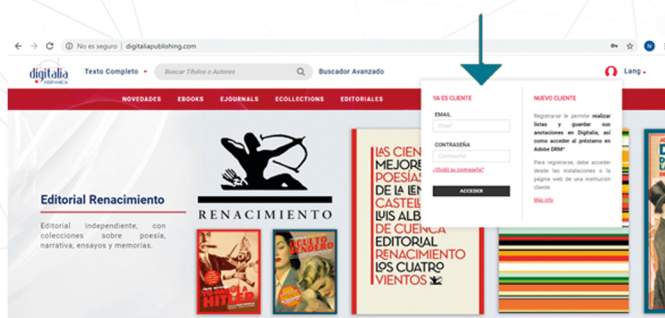 No es seguro | digitaliapublishing.com
N
digitalia
HISPANICA
Texto Completo
Buscar Títulos o Autores
Buscador Avanzado
Lang
NOVEDADES EBOOKS EJOURNALS ECOLLECTIONS EDITORIALES
YA ES CLIENTE
EMAIL
Email
CONTRASEÑA
Contraseña
¿Olvidó su contraseña?
ACCEDER
NUEVO CLIENTE
Registrarse le permite realizar
listas y guardar sus
anotaciones en Digitalia, así
como acceder al préstamo en
Adobe DRM*.
Para registrarse, debe acceder
desde las instalaciones o la
página web de una institución
cliente.
Más info
Editorial Renacimiento
Editorial independiente, con
colecciones sobre poesía,
narrativa, ensayos y memorias.
RENACIMIENTO
HITLER
OCULTO
SENDERO
LAS CIEN
MEJORE
POESÍAS
DE LA LEN
CASTELL
LUIS ALB
DE CUENCA
EDITORIAL
RENACIMIENTO
LOS CUATRO
VIENTOS